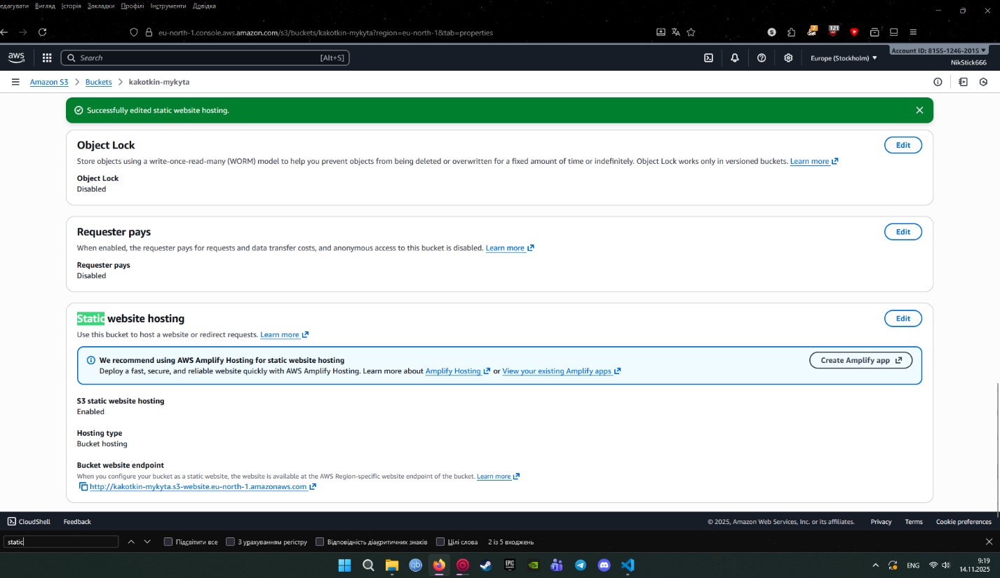 едагувати Вигляд Історія Закладки Профілі Інструменти Довідка
eu-north-1.console.aws.amazon.com/s3/buckets/kakotkin-mykyta?region=eu-north-1&tab=properties
7
121
aws
Search [Alt+S]
Europe (Stockholm)
Account ID: 8155-1246-2015
NikStick666
Amazon S3 > Buckets > kakotkin-mykyta
Successfully edited static website hosting.
Object Lock
Edit
Store objects using a write-once-read-many (WORM) model to help you prevent objects from being deleted or overwritten for a fixed amount of time or indefinitely. Object Lock works only in versioned buckets. Learn more
Object Lock
Disabled
Requester pays
Edit
When enabled, the requester pays for requests and data transfer costs, and anonymous access to this bucket is disabled. Learn more
Requester pays
Disabled
Static website hosting
Edit
Use this bucket to host a website or redirect requests. Learn more
We recommend using AWS Amplify Hosting for static website hosting
Deploy a fast, secure, and reliable website quickly with AWS Amplify Hosting. Learn more about Amplify Hosting or View your existing Amplify apps
Create Amplify app
S3 static website hosting
Enabled
Hosting type
Bucket hosting
Bucket website endpoint
When you configure your bucket as a static website, the website is available at the AWS Region-specific website endpoint of the bucket. Learn more
http://kakotkin-mykyta.s3-website.eu-north-1.amazonaws.com
CloudShell Feedback © 2025, Amazon Web Services, Inc. or its affiliates. Privacy Terms Cookie preferences
static Підсвітити все З урахуванням регістру Відповідність діакритичних знаків Цілі слова 2 із 5 входжень
qb
EPIC GAMES
ENG
9:19
14.11.2025